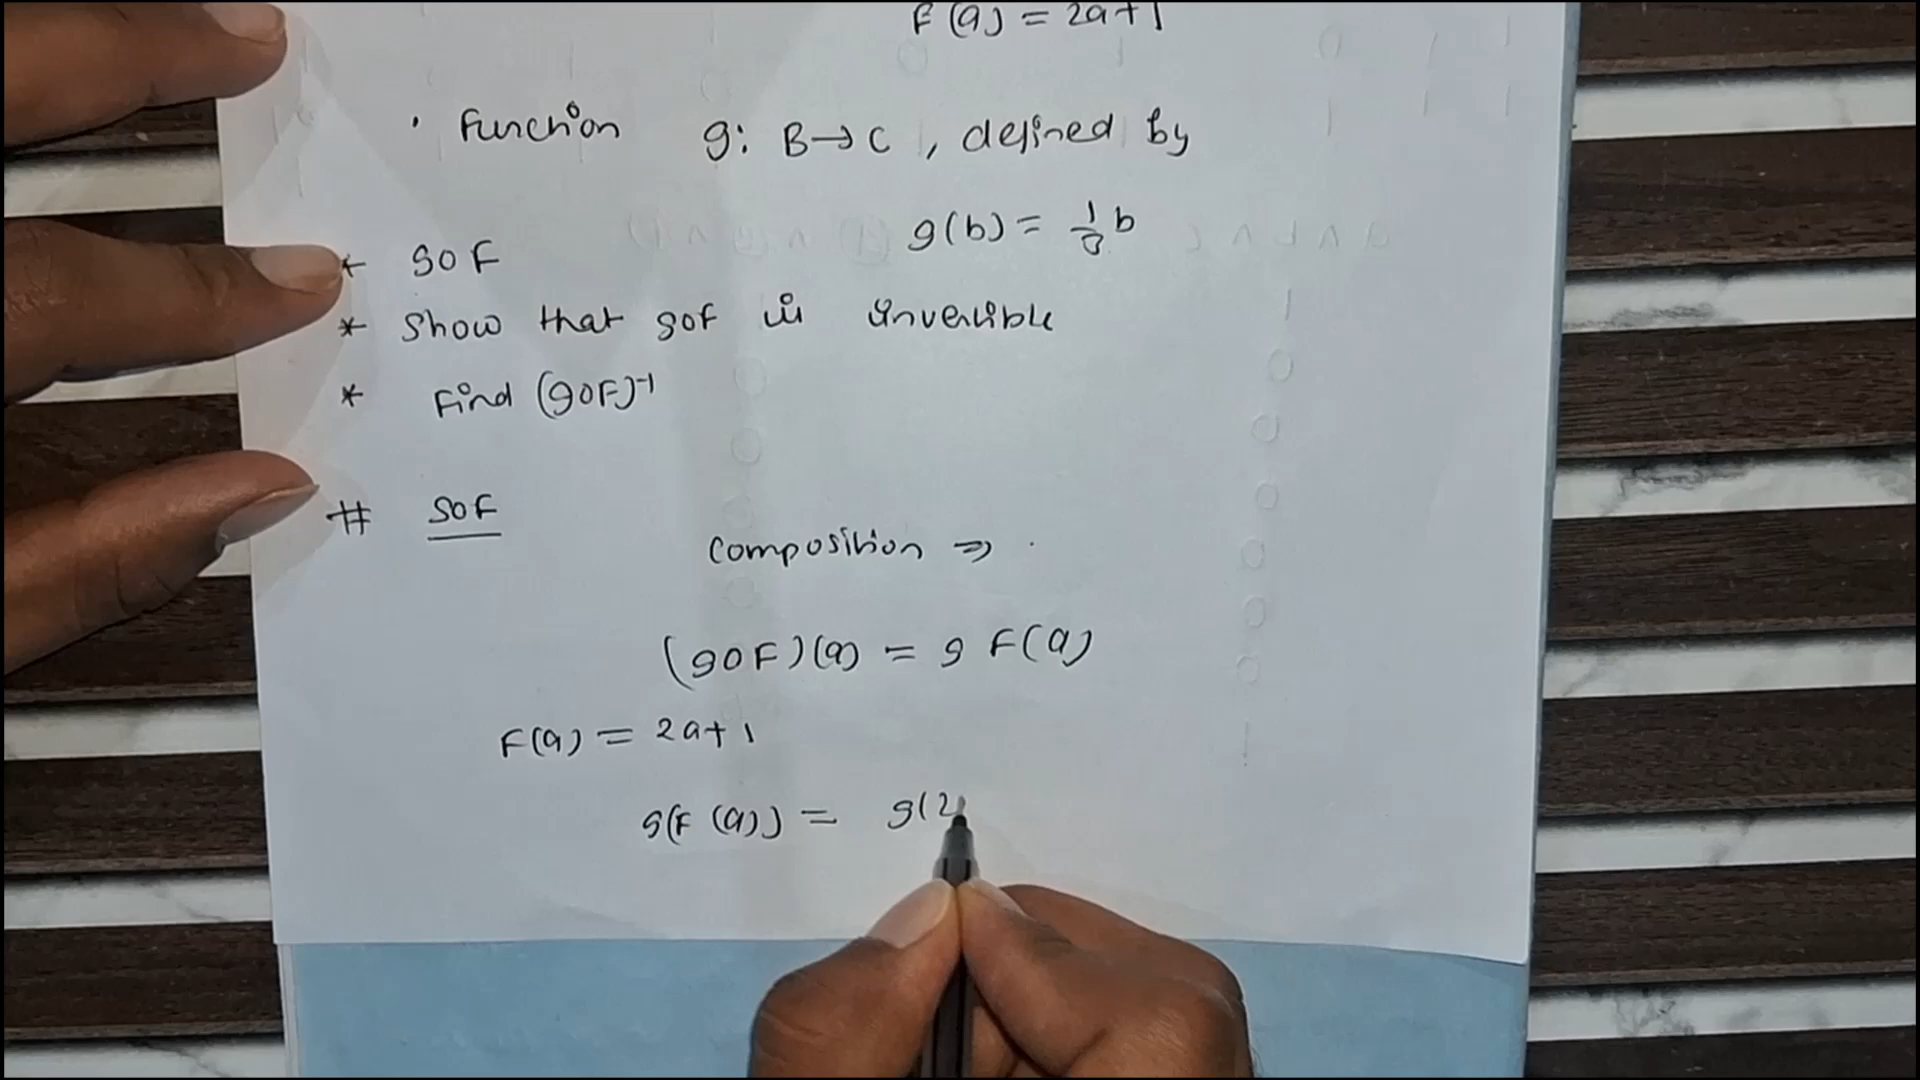 F(a) = 2a+1
· Function g: B→C, defined by
g(b) = 1/3 b
* gof
* Show that gof is invertible
* Find (gof)⁻¹
# gof
Composition ⇒
(gof)(a) = g F(a)
F(a) = 2a+1
g(F(a)) = g(2